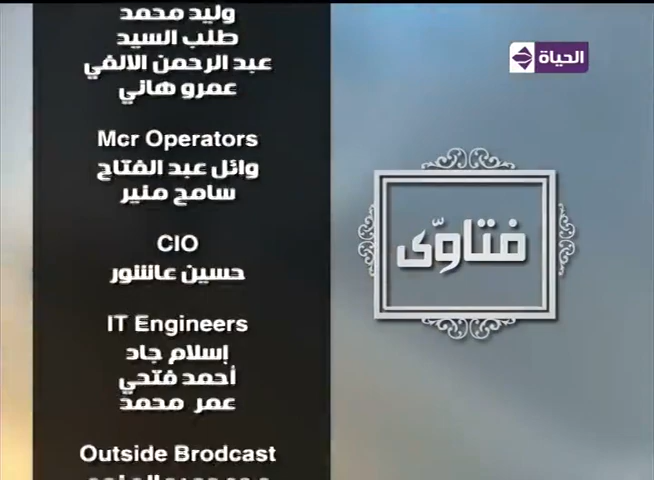 وليد محمد
طلب السيد
عبد الرحمن الالفي
عمرو هاني
Mcr Operators
وائل عبد الفتاح
سامح منير
CIO
حسين عاشور
IT Engineers
إسلام جاد
أحمد فتحي
عمر محمد
Outside Brodcast
الحياة
فتاوّى